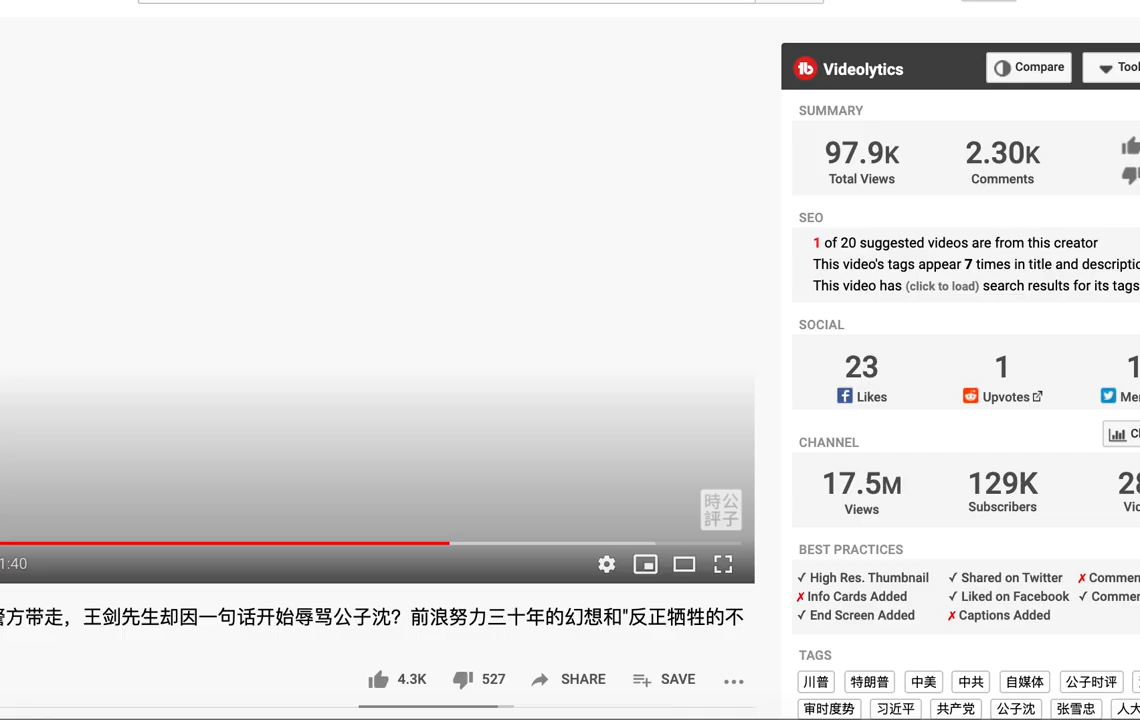 Videolytics
Compare
SUMMARY
97.9K
2.30K
Total Views
Comments
SEO
1 of 20 suggested videos are from this creator
This video's tags appear 7 times in title and
This video has (click to load) search results for its tags
SOCIAL
23
1
Likes
Upvotes
CHANNEL
17.5M
129K
Views
Subscribers
時公
評子
1:40
BEST PRACTICES
✓ High Res. Thumbnail
✓ Shared on Twitter
✗ Info Cards Added
✓ Liked on Facebook
✓ End Screen Added
✗ Captions Added
方带走，王剑先生却因一句话开始辱骂公子沈？前浪努力三十年的幻想和"反正牺牲的不
4.3K
527
SHARE
SAVE
TAGS
川普
特朗普
中美
中共
自媒体
公子时评
审时度势
习近平
共产党
公子沈
张雪忠
人大